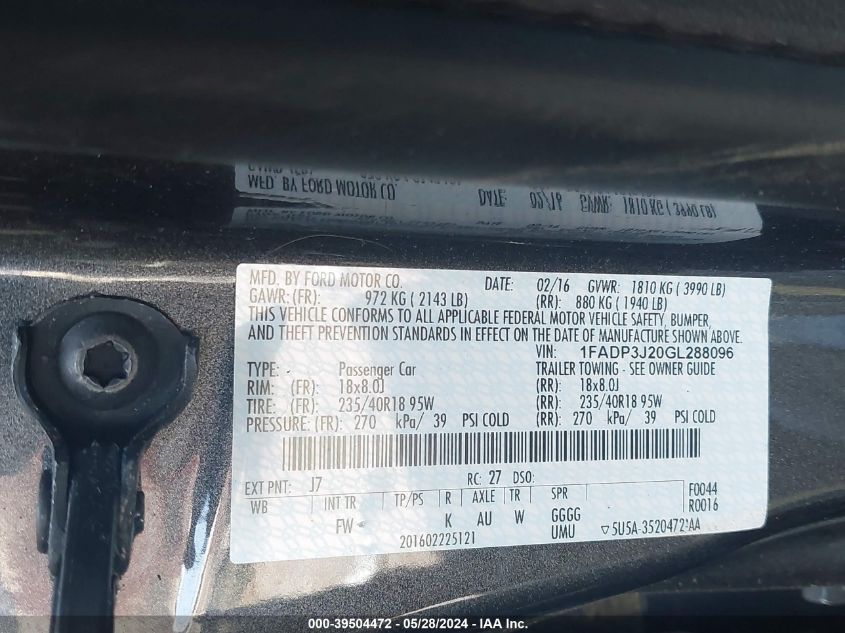 MFD. BY FORD MOTOR CO. DATE: 02/16 GVWR: 1810 KG ( 3990 LB)
GAWR: (FR): 972 KG ( 2143 LB) (RR): 880 KG ( 1940 LB)
THIS VEHICLE CONFORMS TO ALL APPLICABLE FEDERAL MOTOR VEHICLE SAFETY, BUMPER,
AND THEFT PREVENTION STANDARDS IN EFFECT ON THE DATE OF MANUFACTURE SHOWN ABOVE.
VIN: 1FADP3J20GL288096
TYPE: Passenger Car TRAILER TOWING - SEE OWNER GUIDE
RIM: (FR): 18x8.0J (RR): 18x8.0J
TIRE: (FR): 235/40R18 95W (RR): 235/40R18 95W
PRESSURE: (FR): 270 kPa/ 39 PSI COLD (RR): 270 kPa/ 39 PSI COLD
EXT PNT: J7 RC: 27 DSO: F0044
WB INT TR TP/PS R AXLE TR SPR R0016
FW K AU W GGGG
201602225121 UMU 5U5A-3520472 AA
000-39504472 - 05/28/2024 - IAA Inc.